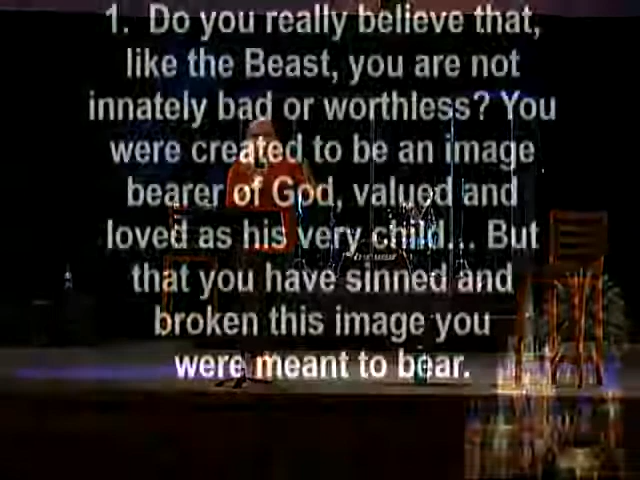 1. Do you really believe that,
like the Beast, you are not
innately bad or worthless? You
were created to be an image
bearer of God, valued and
loved as his very child... But
that you have sinned and
broken this image you
were meant to bear.